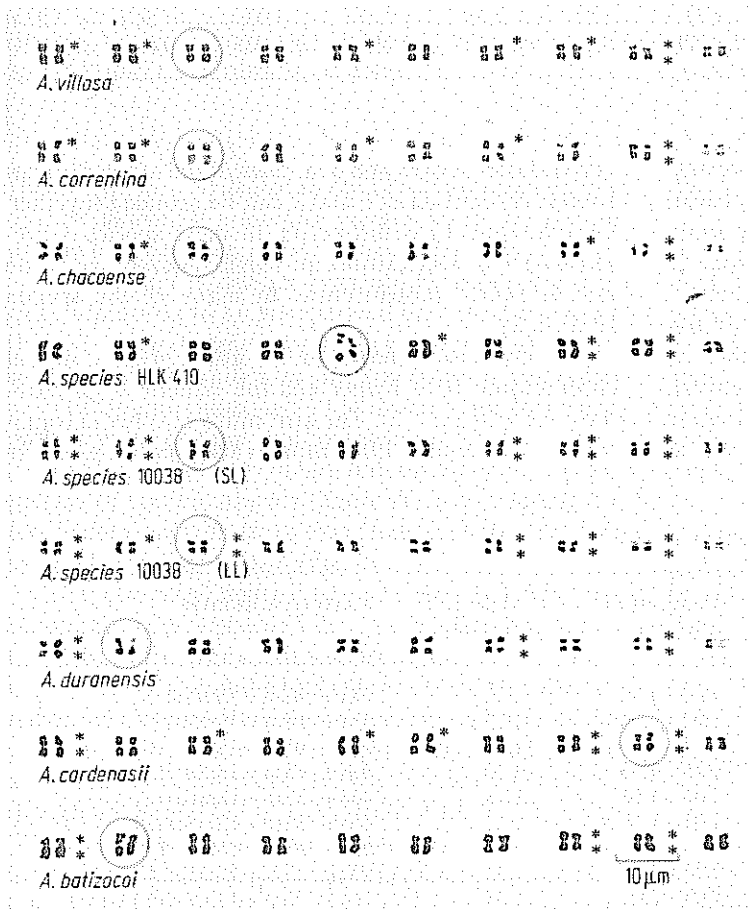 A. villosa
A. correntina
A. chacoense
A. species HLK 410
A. species 10038 (SL)
A. species 10038 (LL)
A. duranensis
A. cardenasii
A. batizocoi
10 μm